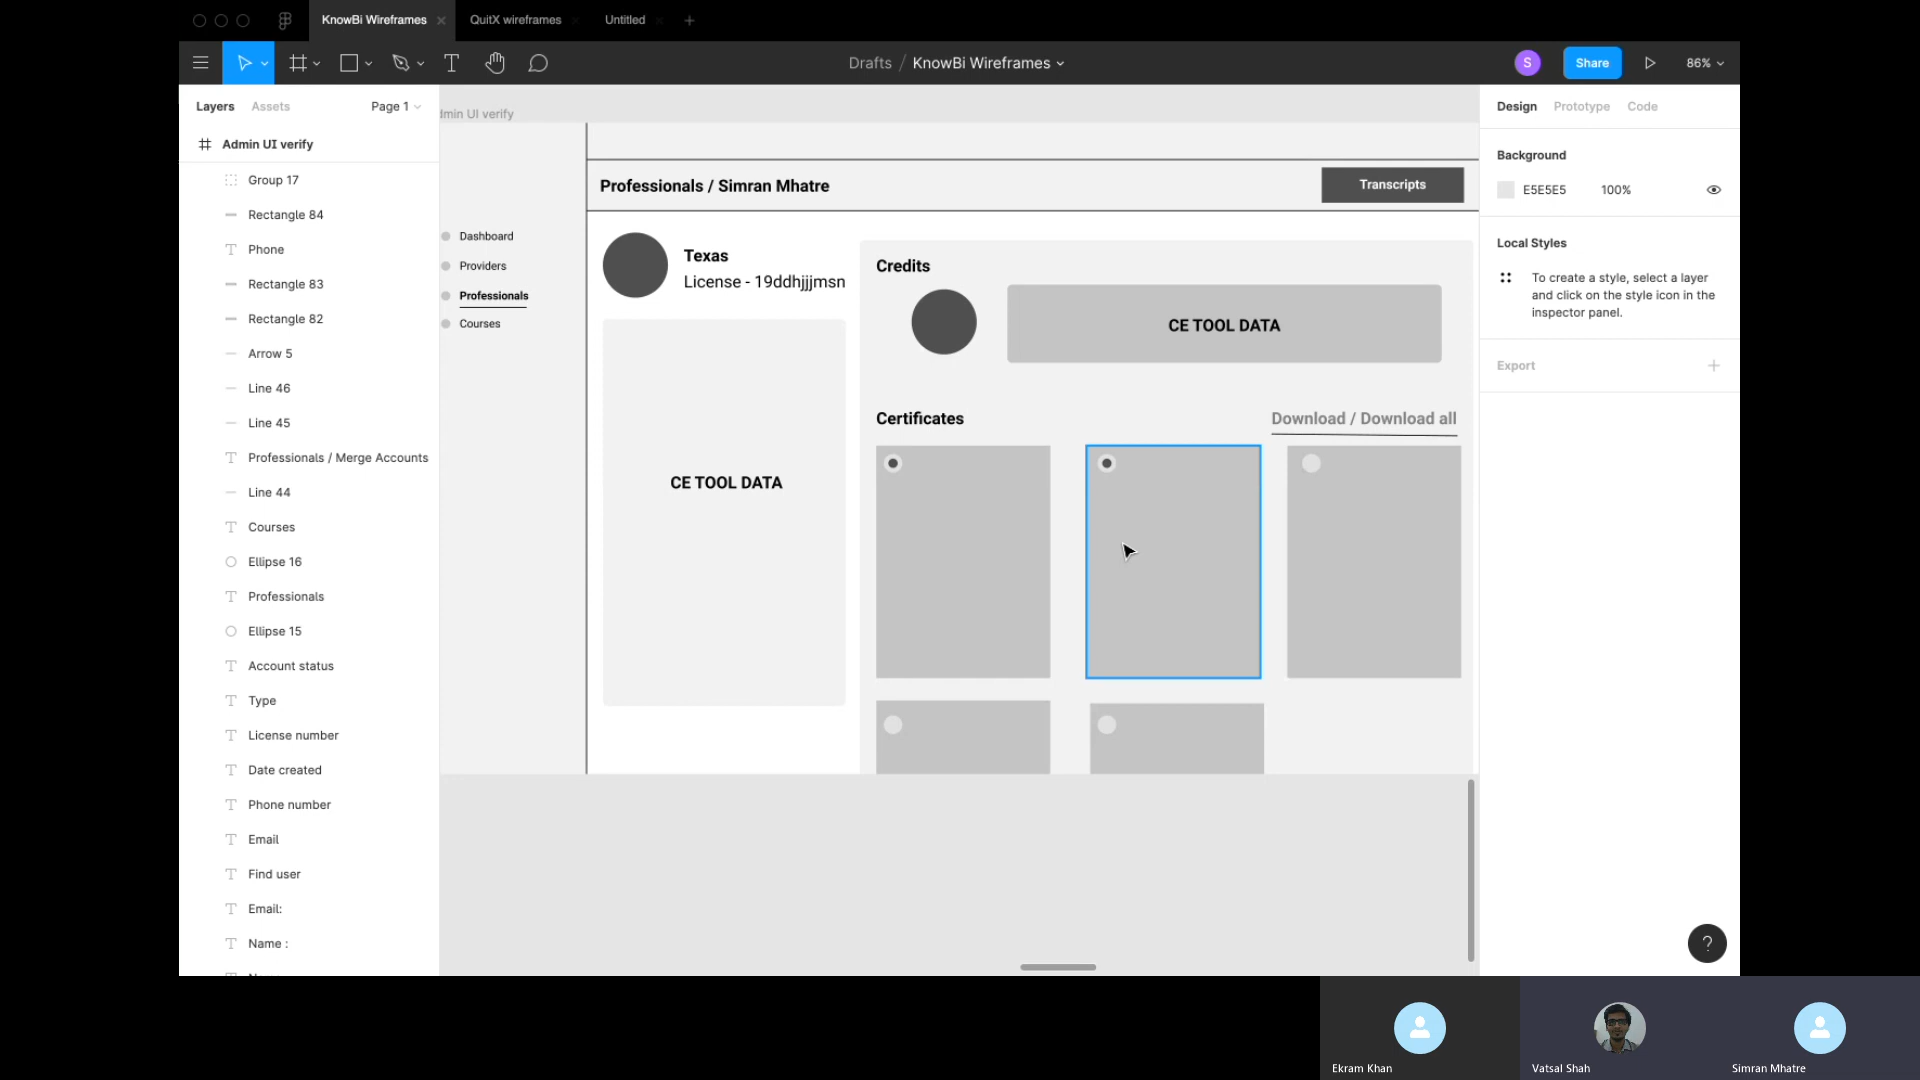 KnowBi Wireframes
QuitX wireframes
Untitled
Drafts / KnowBi Wireframes
S
Share
86%
Layers
Assets
Page 1
Admin UI verify
Group 17
Rectangle 84
Phone
Rectangle 83
Rectangle 82
Arrow 5
Line 46
Line 45
Professionals / Merge Accounts
Line 44
Courses
Ellipse 16
Professionals
Ellipse 15
Account status
Type
License number
Date created
Phone number
Email
Find user
Email:
Name :
dmin UI verify
Professionals / Simran Mhatre
Transcripts
Dashboard
Providers
Professionals
Courses
Texas
License - 19ddhjjjmsn
CE TOOL DATA
Credits
CE TOOL DATA
Certificates
Download / Download all
Design
Prototype
Code
Background
E5E5E5
100%
Local Styles
To create a style, select a layer
and click on the style icon in the
inspector panel.
Export
?
Ekram Khan
Vatsal Shah
Simran Mhatre